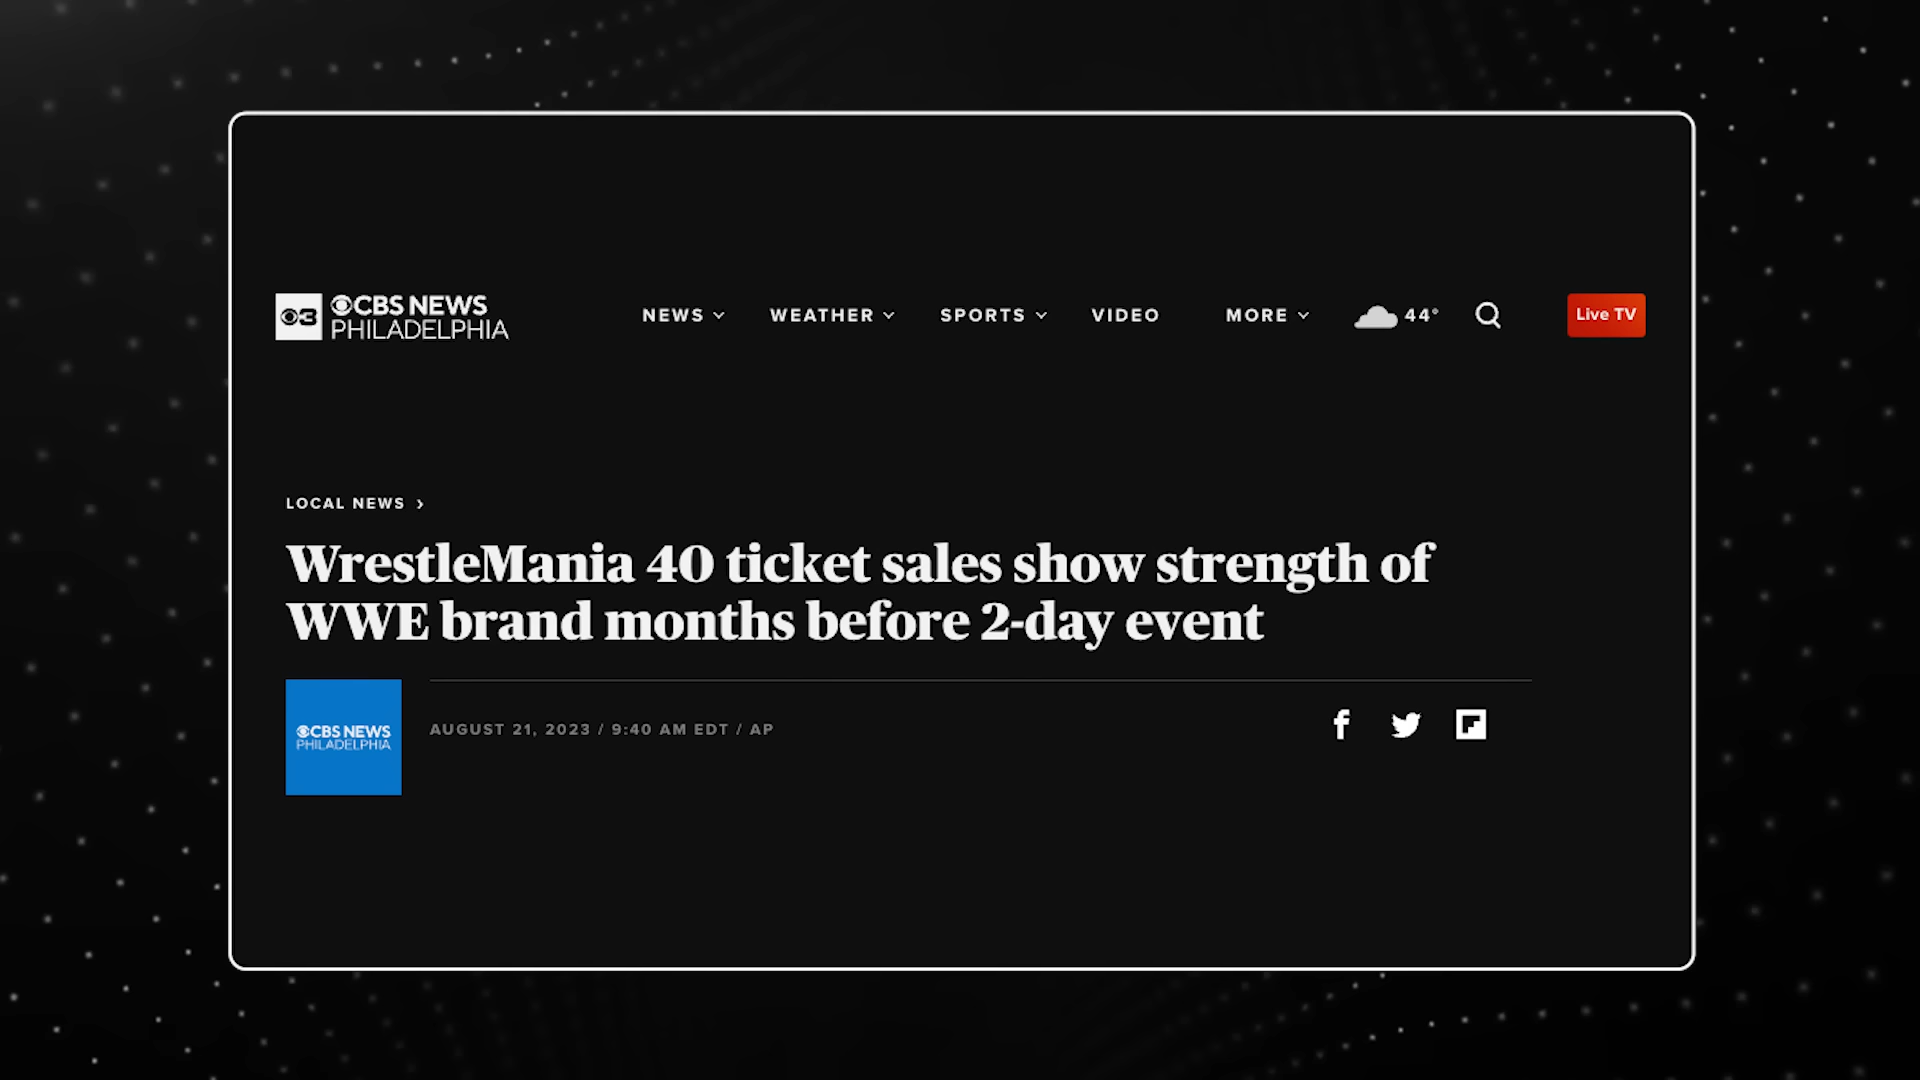 3 CBS NEWS
PHILADELPHIA
NEWS WEATHER SPORTS VIDEO MORE 44° Live TV
LOCAL NEWS >
WrestleMania 40 ticket sales show strength of
WWE brand months before 2-day event
CBS NEWS
PHILADELPHIA
AUGUST 21, 2023 / 9:40 AM EDT / AP